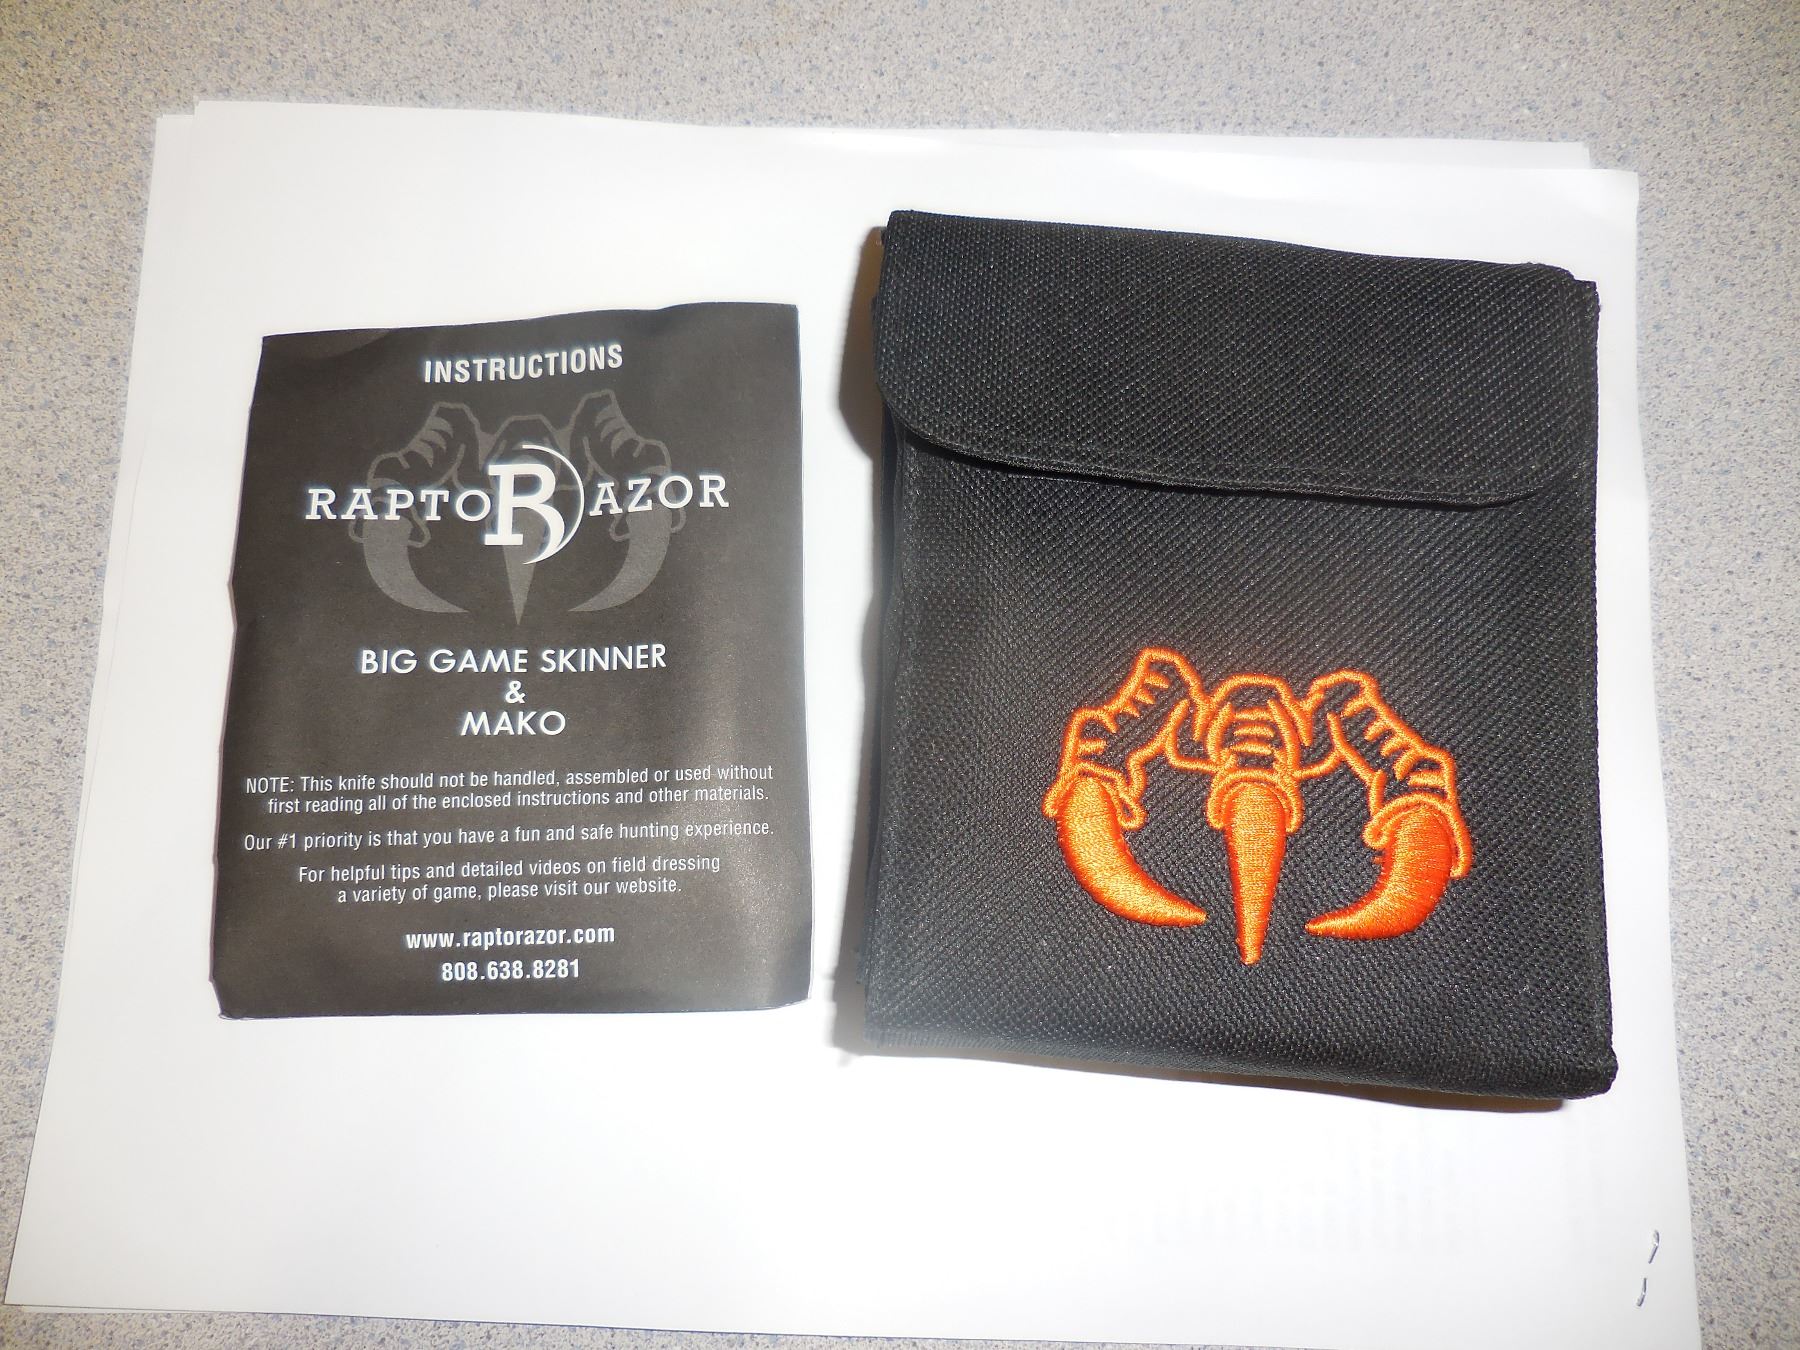 INSTRUCTIONS
RAPTORAZOR
BIG GAME SKINNER
&
MAKO
NOTE: This knife should not be handled, assembled or used without
first reading all of the enclosed instructions and other materials.
Our #1 priority is that you have a fun and safe hunting experience.
For helpful tips and detailed videos on field dressing
a variety of game, please visit our website.
www.raptorazor.com
808.638.8281